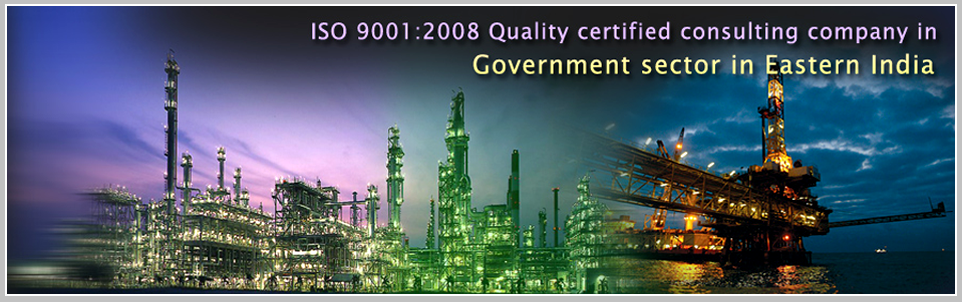 ISO 9001:2008 Quality certified consulting company in
Government sector in Eastern India